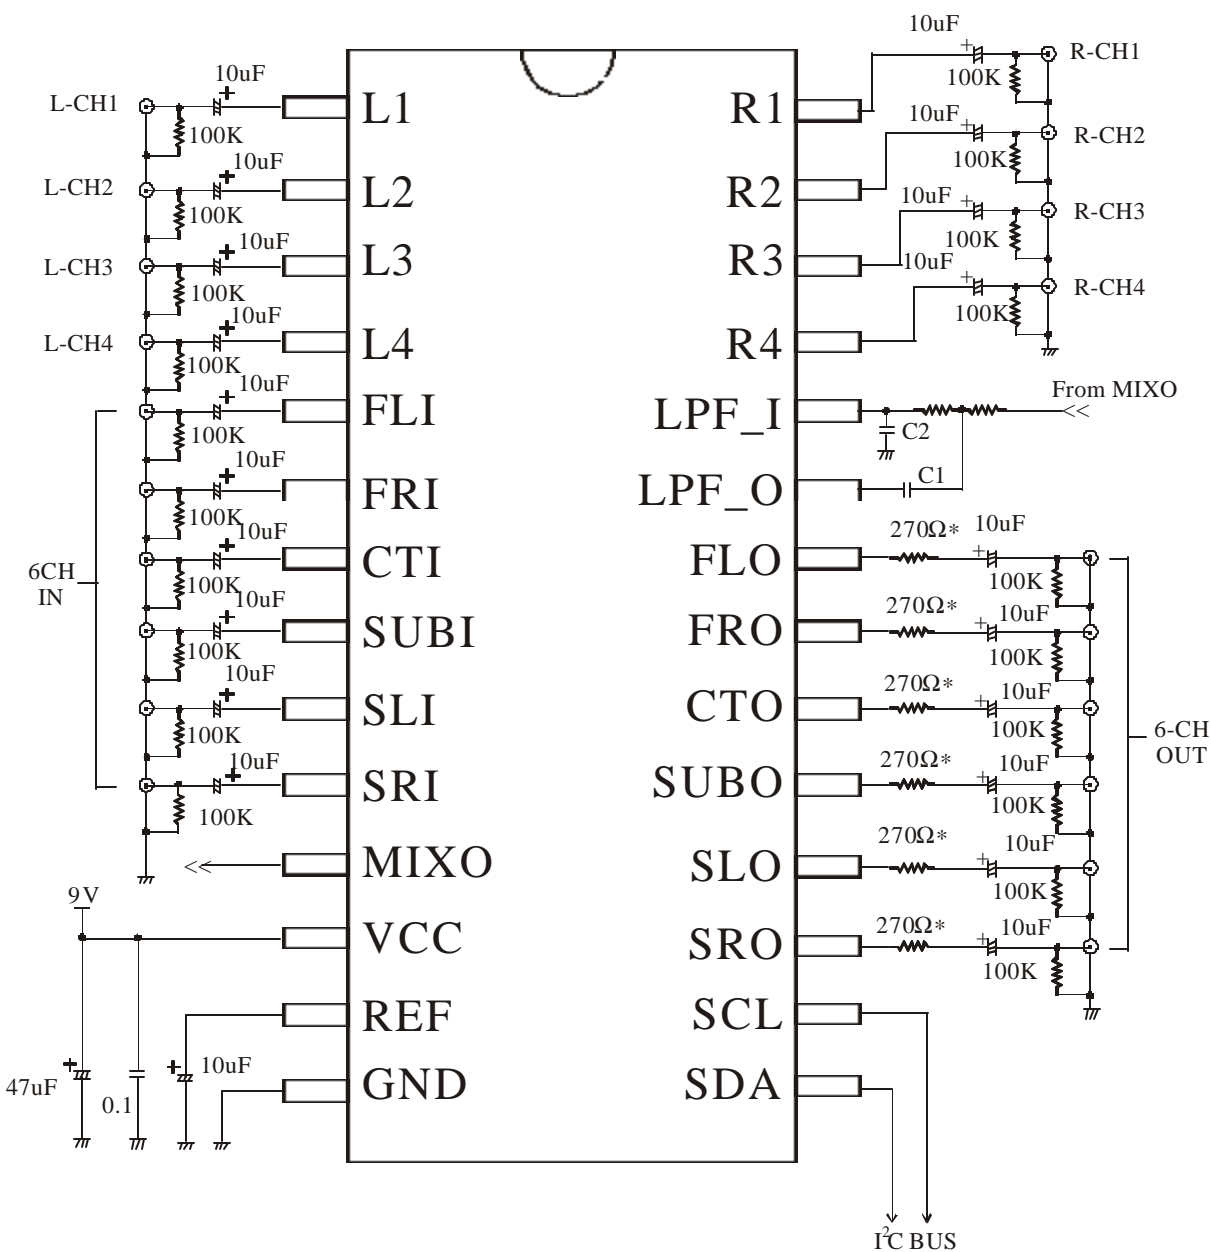 10uF
R-CH1
100K
10uF
L-CH1
L1
R1
100K
10uF
R-CH2
100K
10uF
L-CH2
L2
R2
100K
10uF
R-CH3
100K
10uF
L-CH3
L3
R3
100K
10uF
R-CH4
100K
10uF
L-CH4
L4
R4
100K
10uF
From MIXO
FLI
LPF_I
C2
100K
10uF
FRI
LPF_O
C1
100K
10uF
270Ω*
10uF
6CH
IN
CTI
FLO
100K
100K
10uF
270Ω*
10uF
SUBI
FRO
100K
100K
10uF
270Ω*
10uF
SLI
CTO
100K
100K
6-CH
OUT
10uF
270Ω*
10uF
SRI
SUBO
100K
100K
270Ω*
10uF
MIXO
SLO
100K
9V
270Ω*
10uF
VCC
SRO
100K
REF
SCL
47uF
0.1
10uF
GND
SDA
I²C BUS